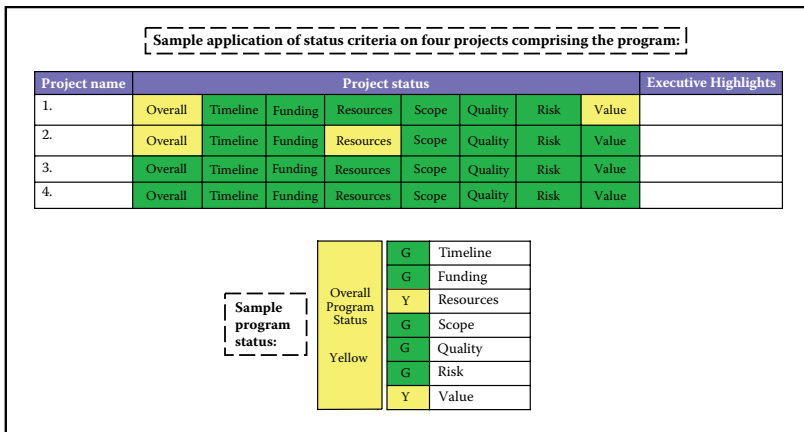 Sample application of status criteria on four projects comprising the program:
Project name Project status Executive Highlights
1. Overall Timeline Funding Resources Scope Quality Risk Value
2. Overall Timeline Funding Resources Scope Quality Risk Value
3. Overall Timeline Funding Resources Scope Quality Risk Value
4. Overall Timeline Funding Resources Scope Quality Risk Value
Sample
program
status:
Overall
Program
Status
Yellow
G Timeline
G Funding
Y Resources
G Scope
G Quality
G Risk
Y Value